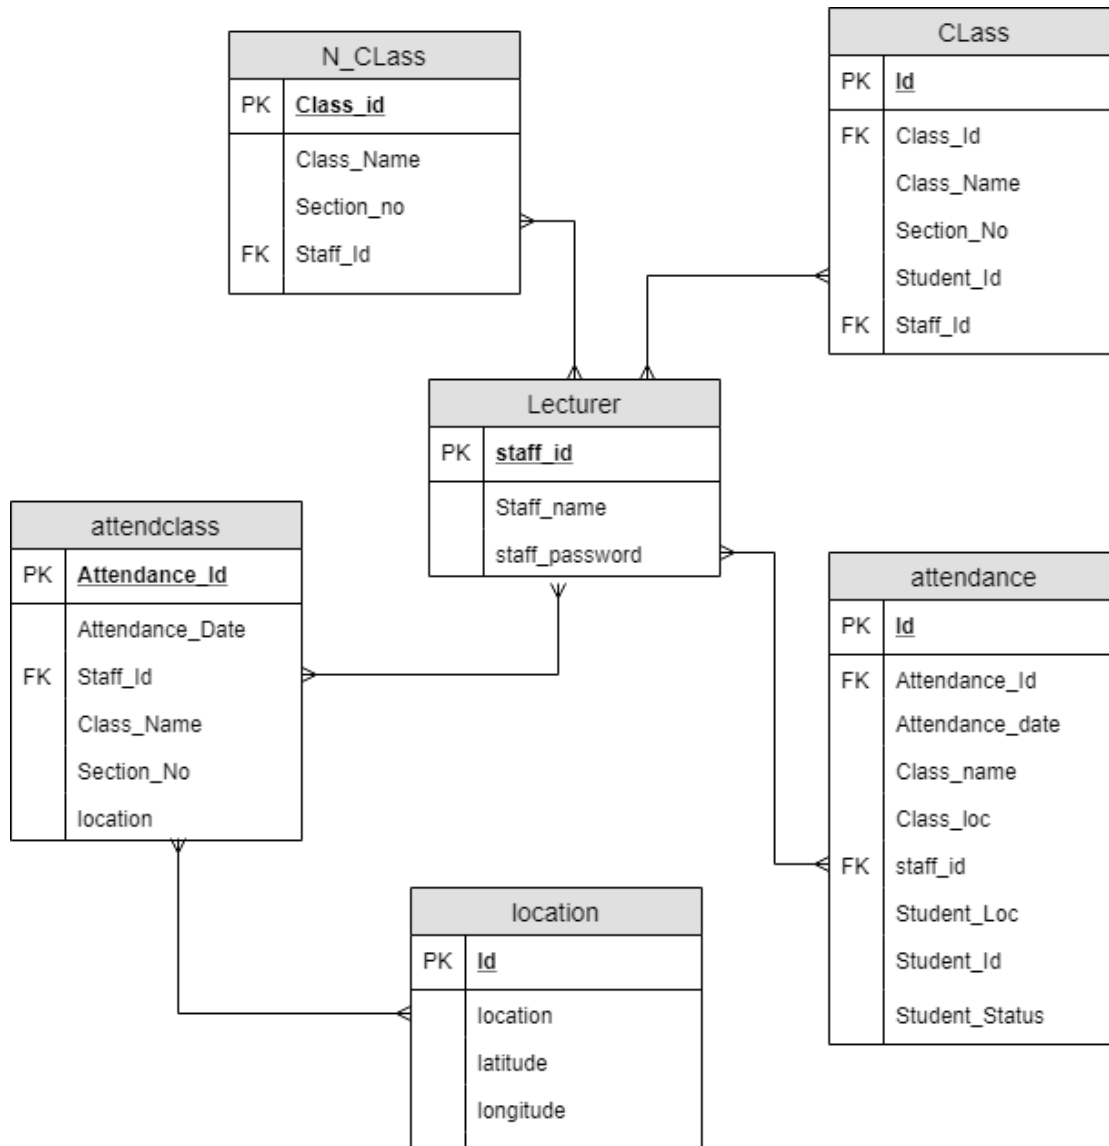 N_CLass
PK Class_id
Class_Name
Section_no
FK Staff_Id
CLass
PK Id
FK Class_Id
Class_Name
Section_No
Student_Id
FK Staff_Id
Lecturer
PK staff_id
Staff_name
staff_password
attendclass
PK Attendance_Id
Attendance_Date
FK Staff_Id
Class_Name
Section_No
location
attendance
PK Id
FK Attendance_Id
Attendance_date
Class_name
Class_loc
FK staff_id
Student_Loc
Student_Id
Student_Status
location
PK Id
location
latitude
longitude